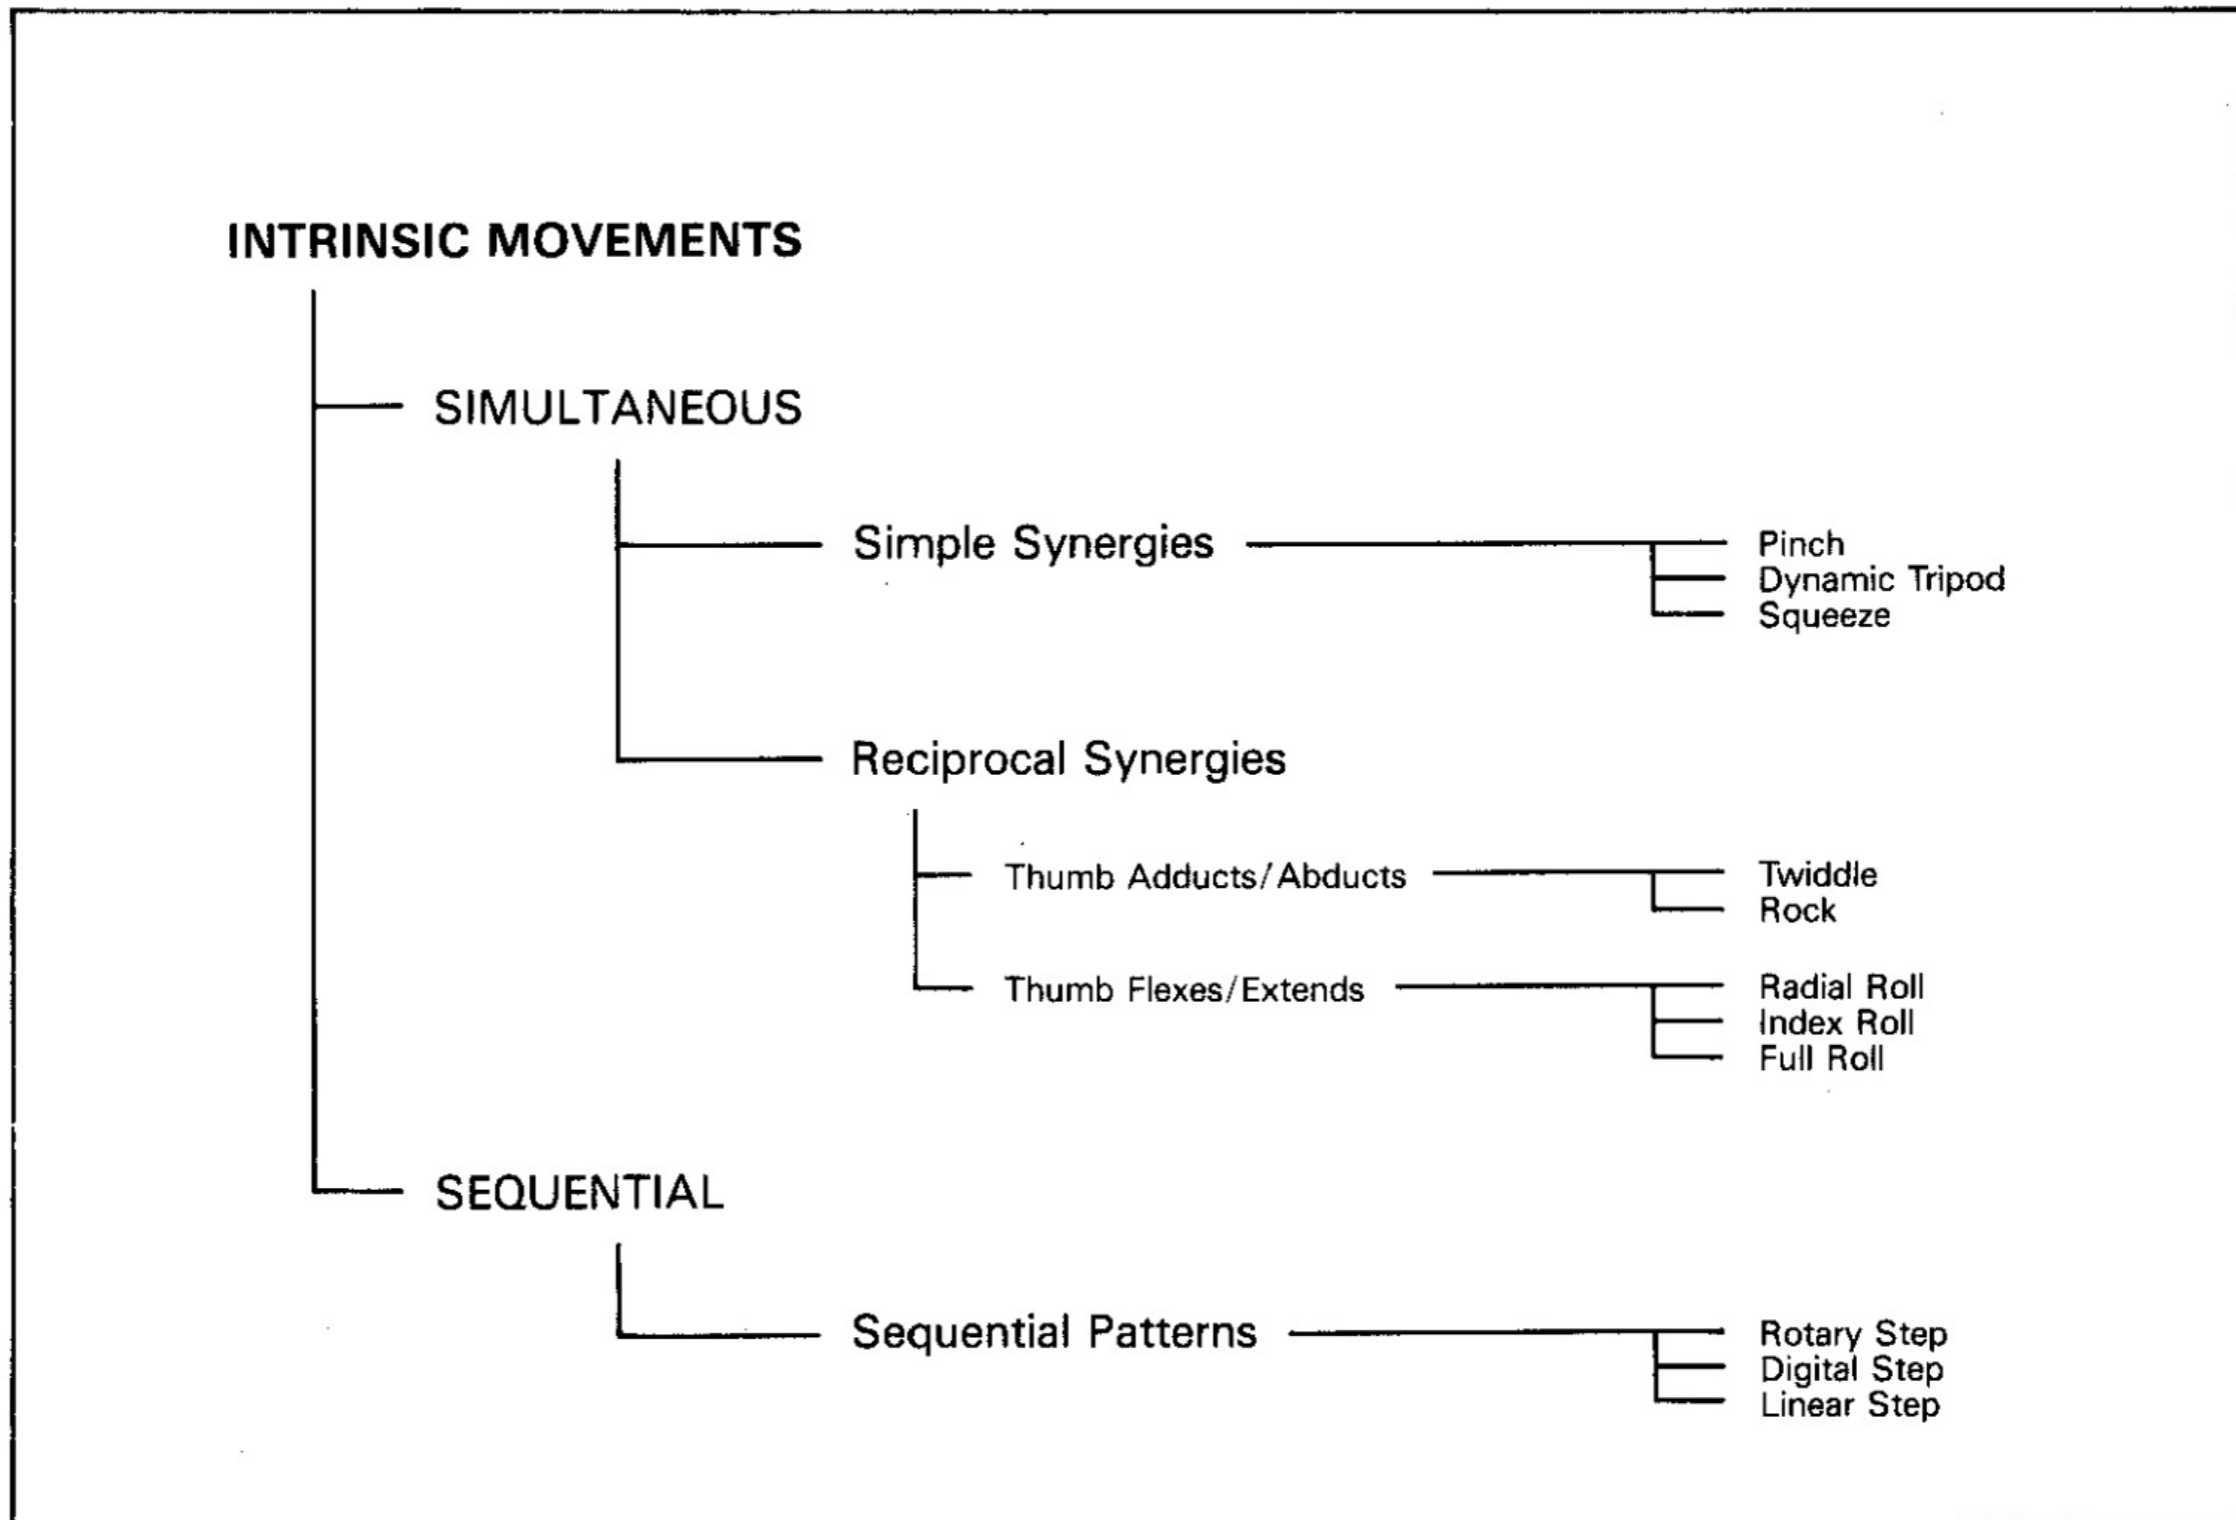 INTRINSIC MOVEMENTS
SIMULTANEOUS
Simple Synergies
Pinch
Dynamic Tripod
Squeeze
Reciprocal Synergies
Thumb Adducts/Abducts
Twiddle
Rock
Thumb Flexes/Extends
Radial Roll
Index Roll
Full Roll
SEQUENTIAL
Sequential Patterns
Rotary Step
Digital Step
Linear Step